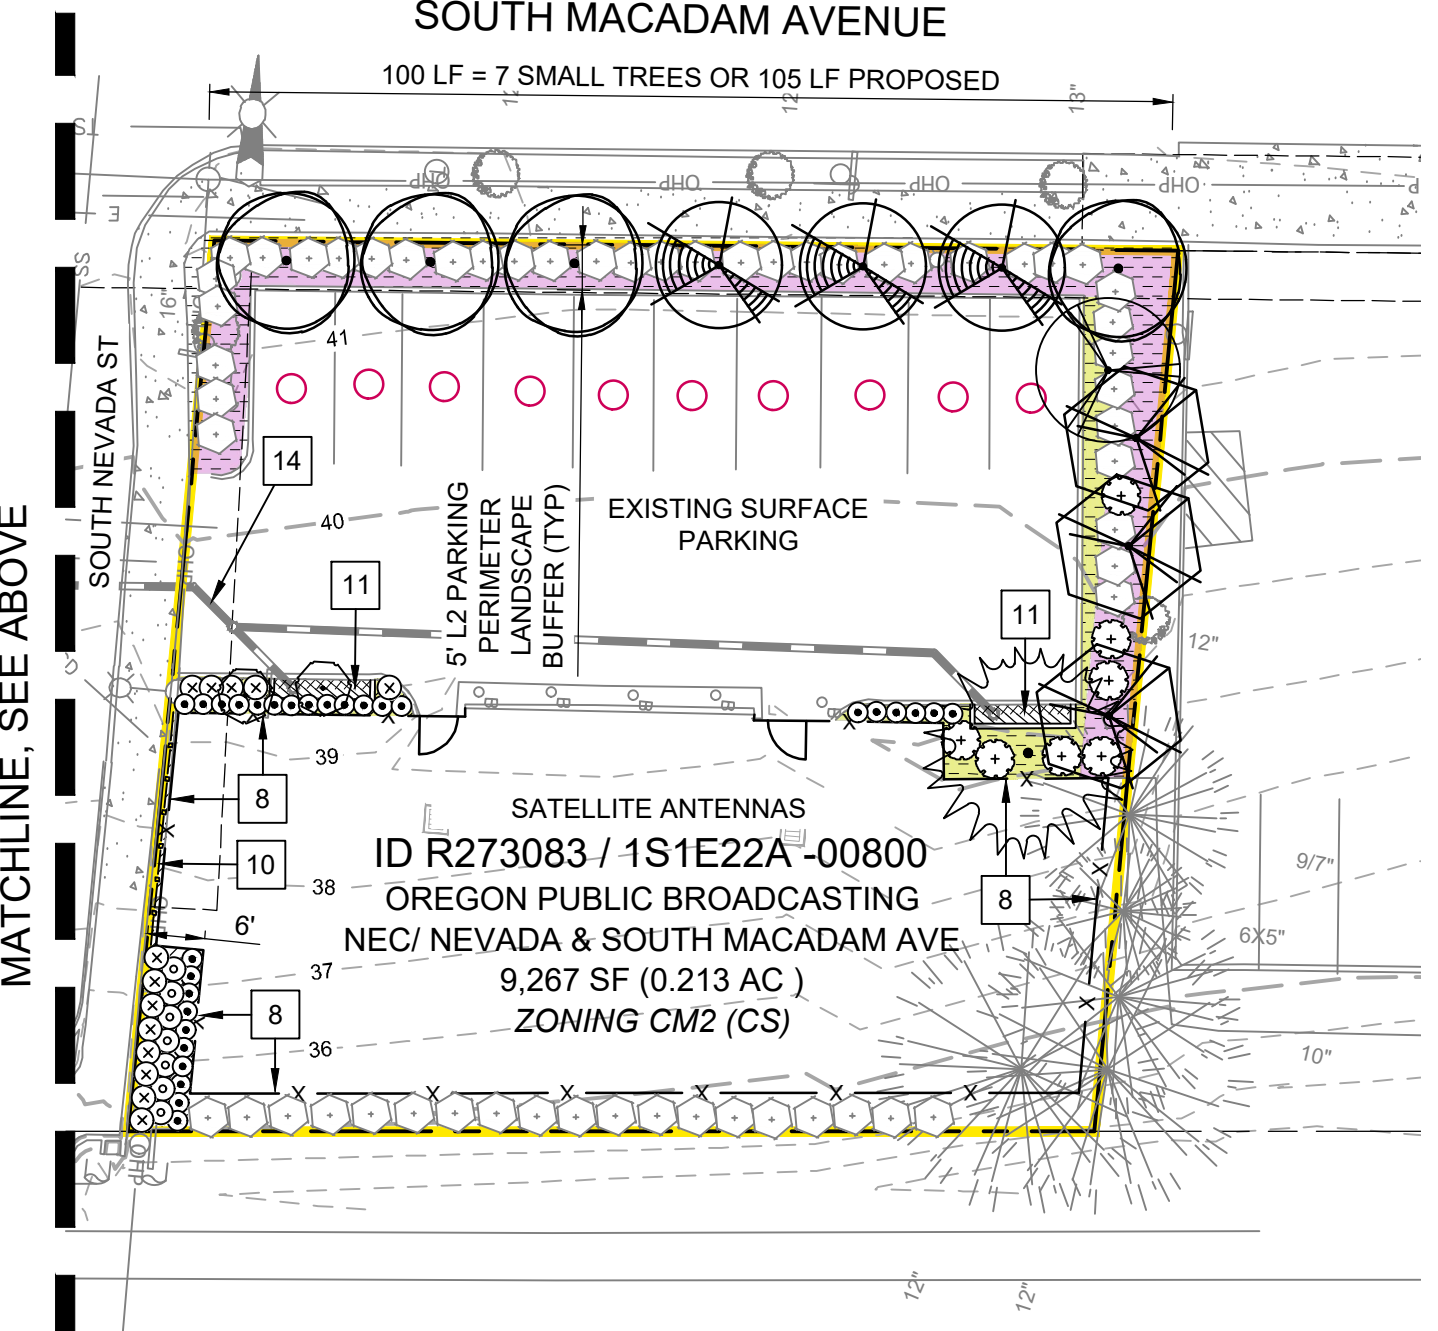 SOUTH MACADAM AVENUE
100 LF = 7 SMALL TREES OR 105 LF PROPOSED
12
12
13"
TS
E
SS
OHP
OHP
OHP
OHP
16"
41
SOUTH NEVADA ST
14
40
5' L2 PARKING
PERIMETER
LANDSCAPE
BUFFER (TYP)
EXISTING SURFACE
PARKING
MATCHLINE, SEE ABOVE
11
11
12"
39
8
SATELLITE ANTENNAS
ID R273083 / 1S1E22A -00800
OREGON PUBLIC BROADCASTING
NEC/ NEVADA & SOUTH MACADAM AVE
9,267 SF (0.213 AC )
ZONING CM2 (CS)
10
38
6'
8
9/7"
6X5"
37
8
36
10"
12"
12"